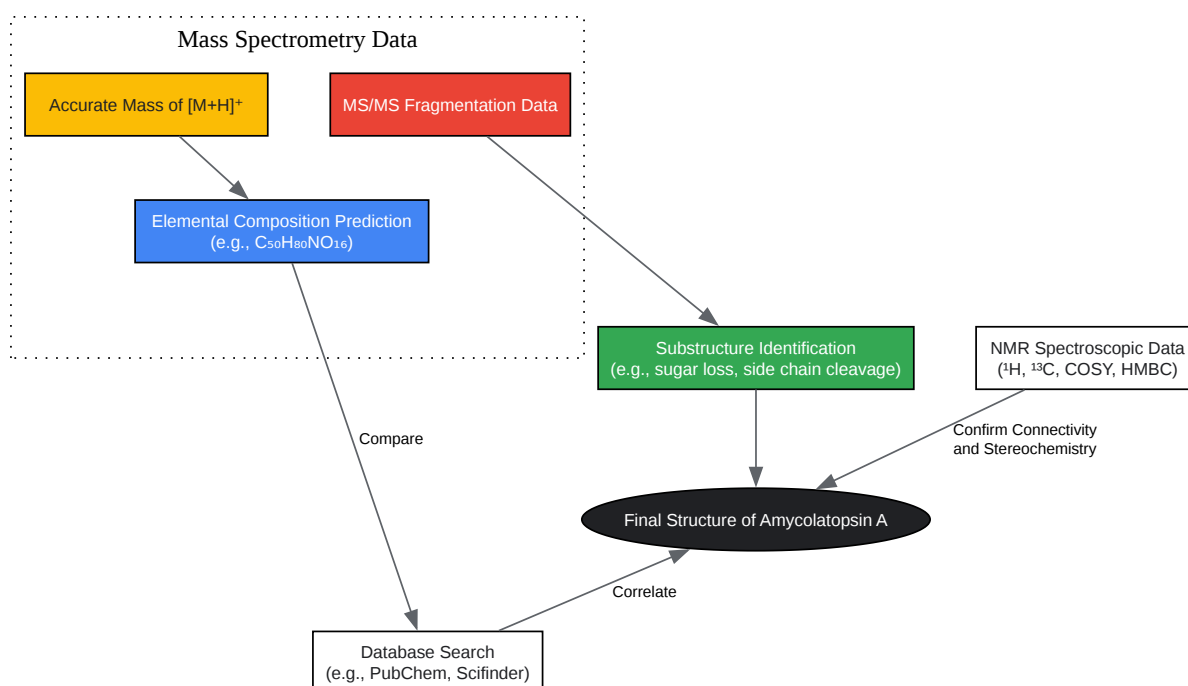 Mass Spectrometry Data
Accurate Mass of [M+H]⁺
MS/MS Fragmentation Data
Elemental Composition Prediction
(e.g., C₅₀H₈₀NO₁₆)
Substructure Identification
(e.g., sugar loss, side chain cleavage)
NMR Spectroscopic Data
(¹H, ¹³C, COSY, HMBC)
Compare
Confirm Connectivity
and Stereochemistry
Final Structure of Amycolatopsin A
Correlate
Database Search
(e.g., PubChem, Scifinder)